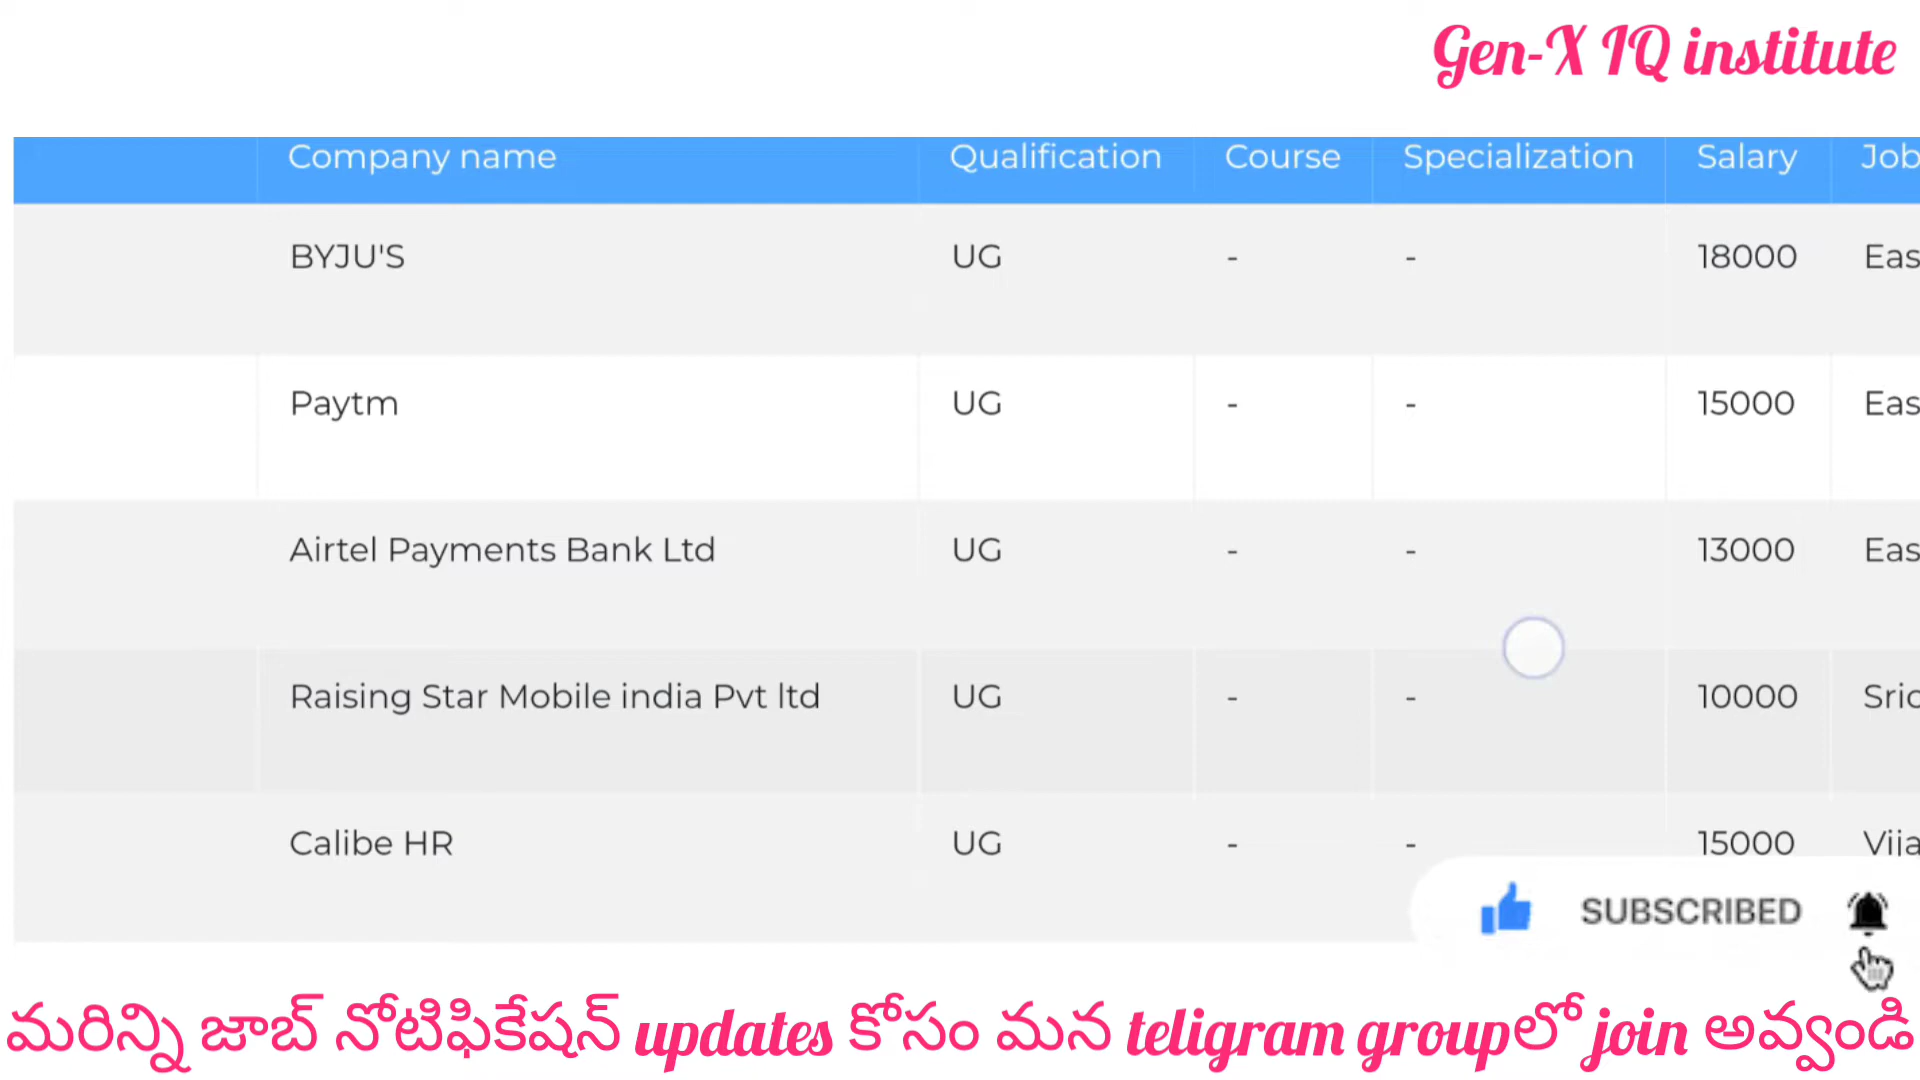 Gen-X IQ institute
Company name Qualification Course Specialization Salary Job
BYJU'S UG - - 18000 Eas
Paytm UG - - 15000 Eas
Airtel Payments Bank Ltd UG - - 13000 Eas
Raising Star Mobile india Pvt ltd UG - - 10000 Sric
Calibe HR UG - - 15000 Vija
SUBSCRIBED
మరిన్ని జాబ్ నోటిఫికేషన్ updates కోసం మన teligram groupలో join అవ్వండి